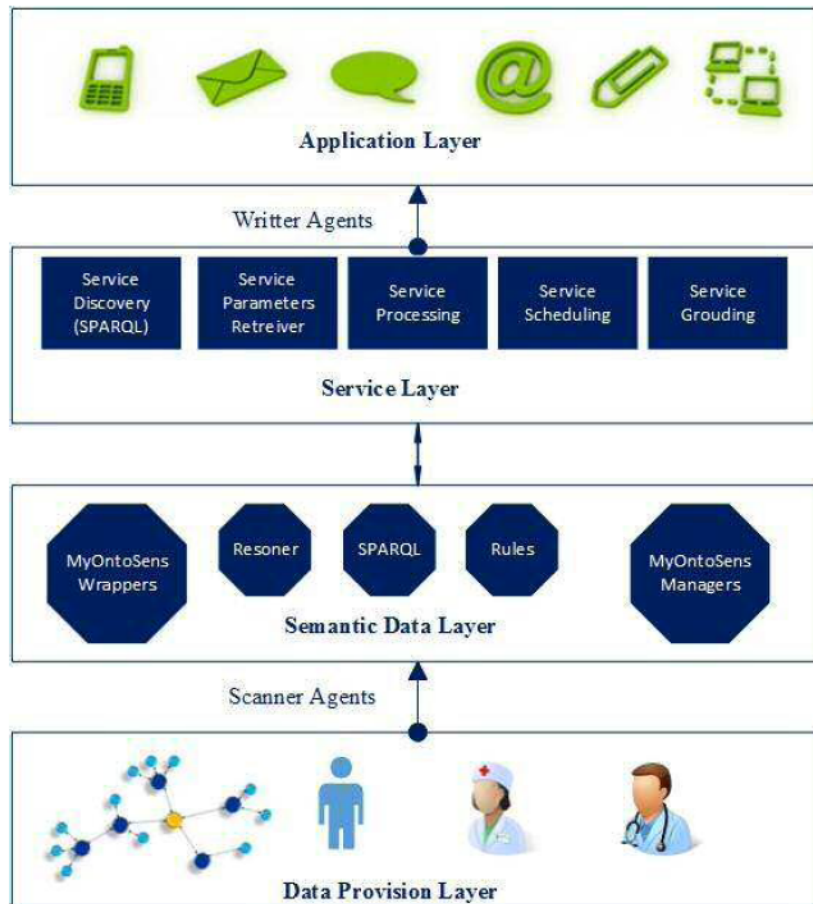 @
Application Layer
Writter Agents
Service
Discovery
(SPARQL)
Service
Parameters
Retreiver
Service
Processing
Service
Scheduling
Service
Grouding
Service Layer
MyOntoSens
Wrappers
Resoner
SPARQL
Rules
MyOntoSens
Managers
Semantic Data Layer
Scanner Agents
Data Provision Layer